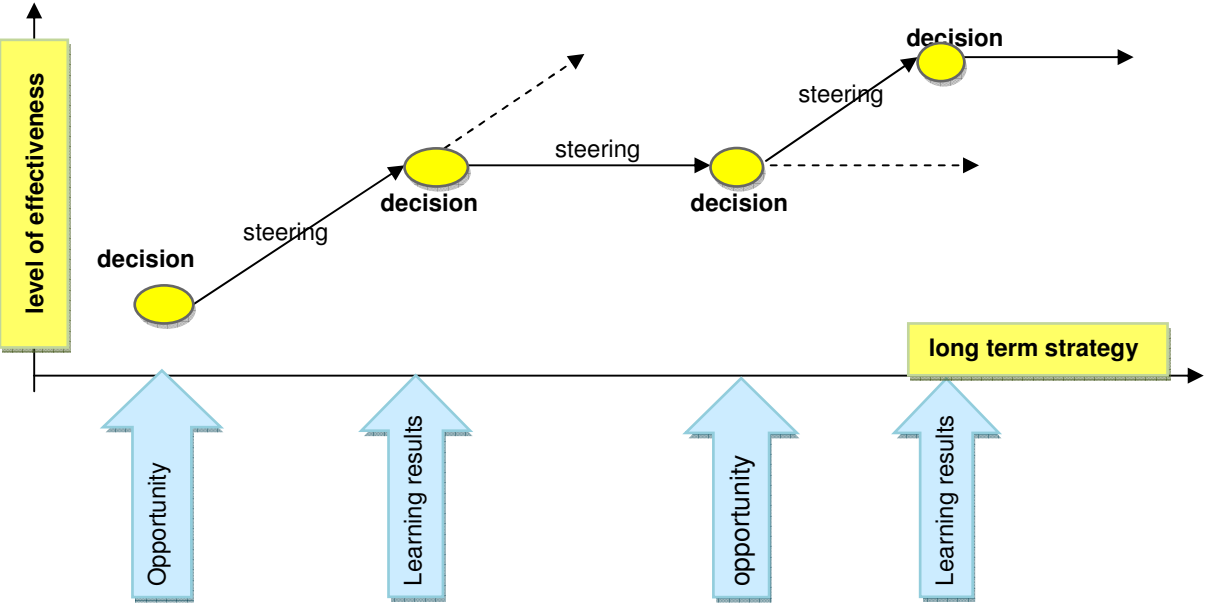 decision
steering
level of effectiveness
steering
steering
decision
decision
decision
steering
long term strategy
Opportunity
Learning results
opportunity
Learning results